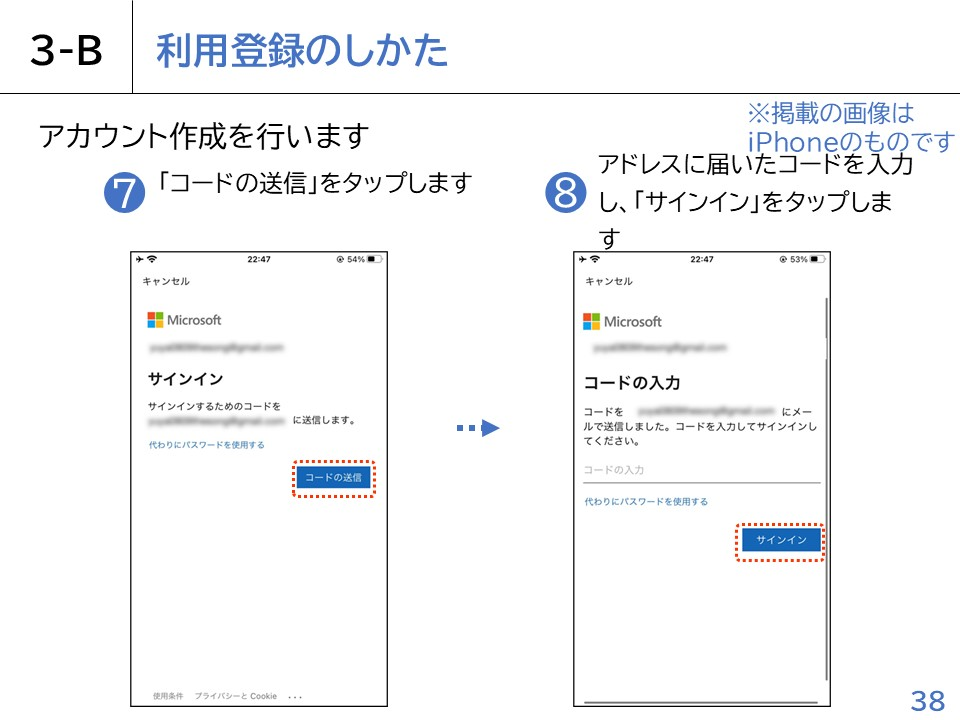 3-B
利用登録のしかた
※掲載の画像は
iPhoneのものです
アカウント作成を行います
❼
「コードの送信」をタップします
❽
アドレスに届いたコードを入力
し、「サインイン」をタップしま
す
22:47
54%
キャンセル
Microsoft
サインイン
サインインするためのコードを
に送信します。
代わりにパスワードを使用する
コードの送信
使用条件 プライバシーと Cookie ...
22:47
53%
キャンセル
Microsoft
コードの入力
コードを にメー
ルで送信しました。コードを入力してサインインし
てください。
コードの入力
代わりにパスワードを使用する
サインイン
38